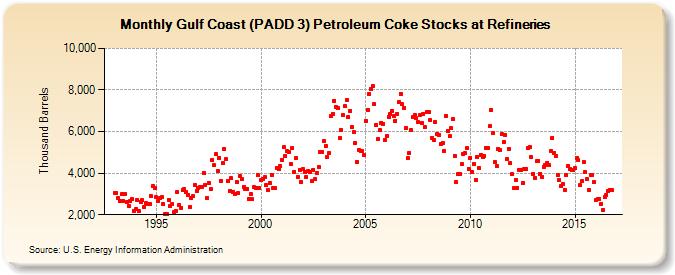 Monthly Gulf Coast (PADD 3) Petroleum Coke Stocks at Refineries
Thousand Barrels
10,000
8,000
6,000
4,000
2,000
1995 2000 2005 2010 2015
Source: U.S. Energy Information Administration